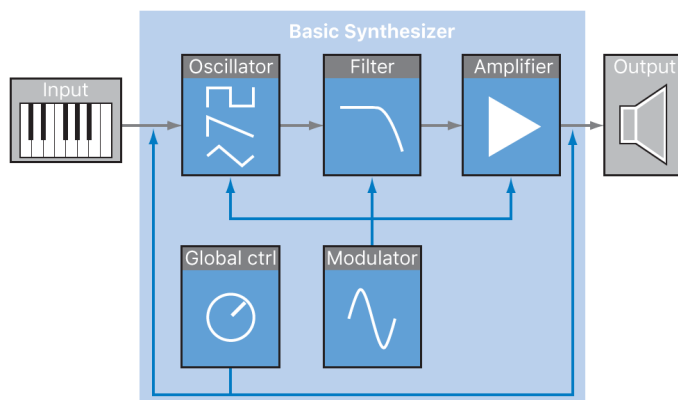 Basic Synthesizer
Input
Oscillator
Filter
Amplifier
Output
Global ctrl
Modulator